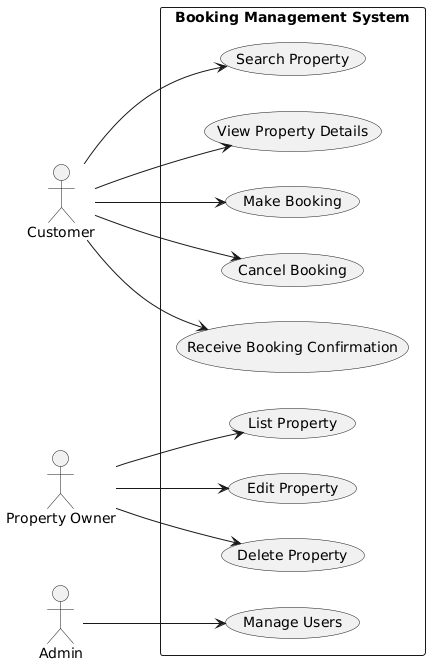 Booking Management System
Search Property
View Property Details
Make Booking
Customer
Cancel Booking
Receive Booking Confirmation
List Property
Edit Property
Property Owner
Delete Property
Manage Users
Admin